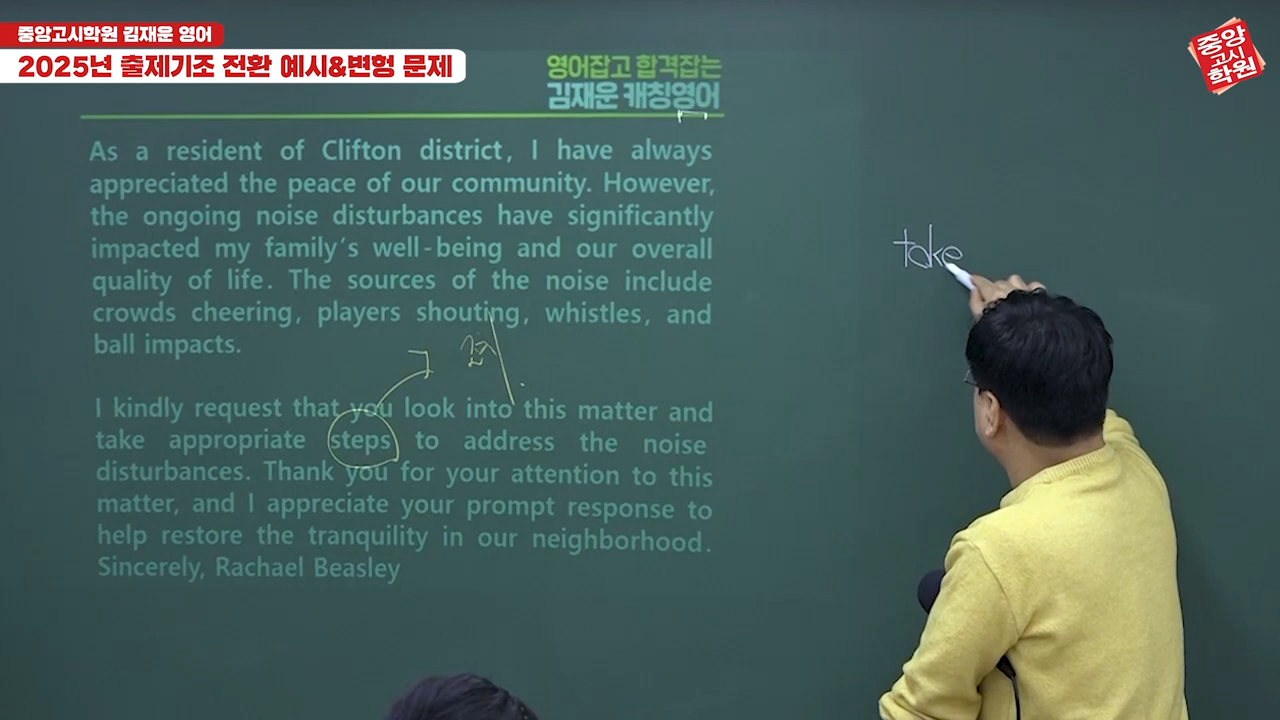 중앙고시학원 김재운 영어
2025년 출제기조 전환 예시&변형 문제
중앙
고시
학원
영어잡고 합격잡는
김재운 캐칭영어
As a resident of Clifton district, I have always
appreciated the peace of our community. However,
the ongoing noise disturbances have significantly
impacted my family's well-being and our overall
quality of life. The sources of the noise include
crowds cheering, players shouting, whistles, and
ball impacts.
I kindly request that you look into this matter and
take appropriate steps to address the noise
disturbances. Thank you for your attention to this
matter, and I appreciate your prompt response to
help restore the tranquility in our neighborhood.
Sincerely, Rachael Beasley
take